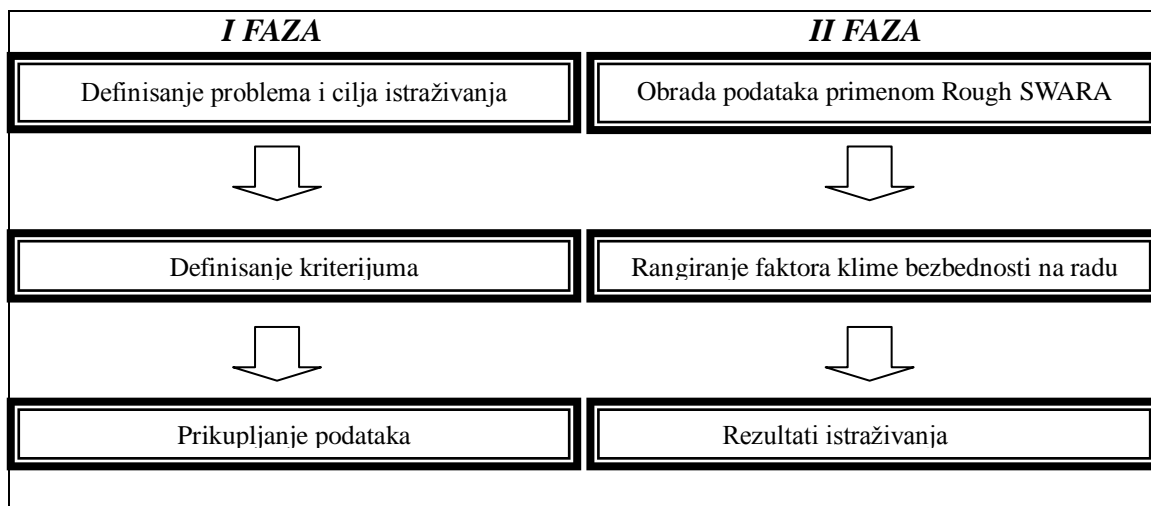 I FAZA
Definisanje problema i cilja istraživanja
Definisanje kriterijuma
Prikupljanje podataka
II FAZA
Obrada podataka primenom Rough SWARA
Rangiranje faktora klime bezbednosti na radu
Rezultati istraživanja